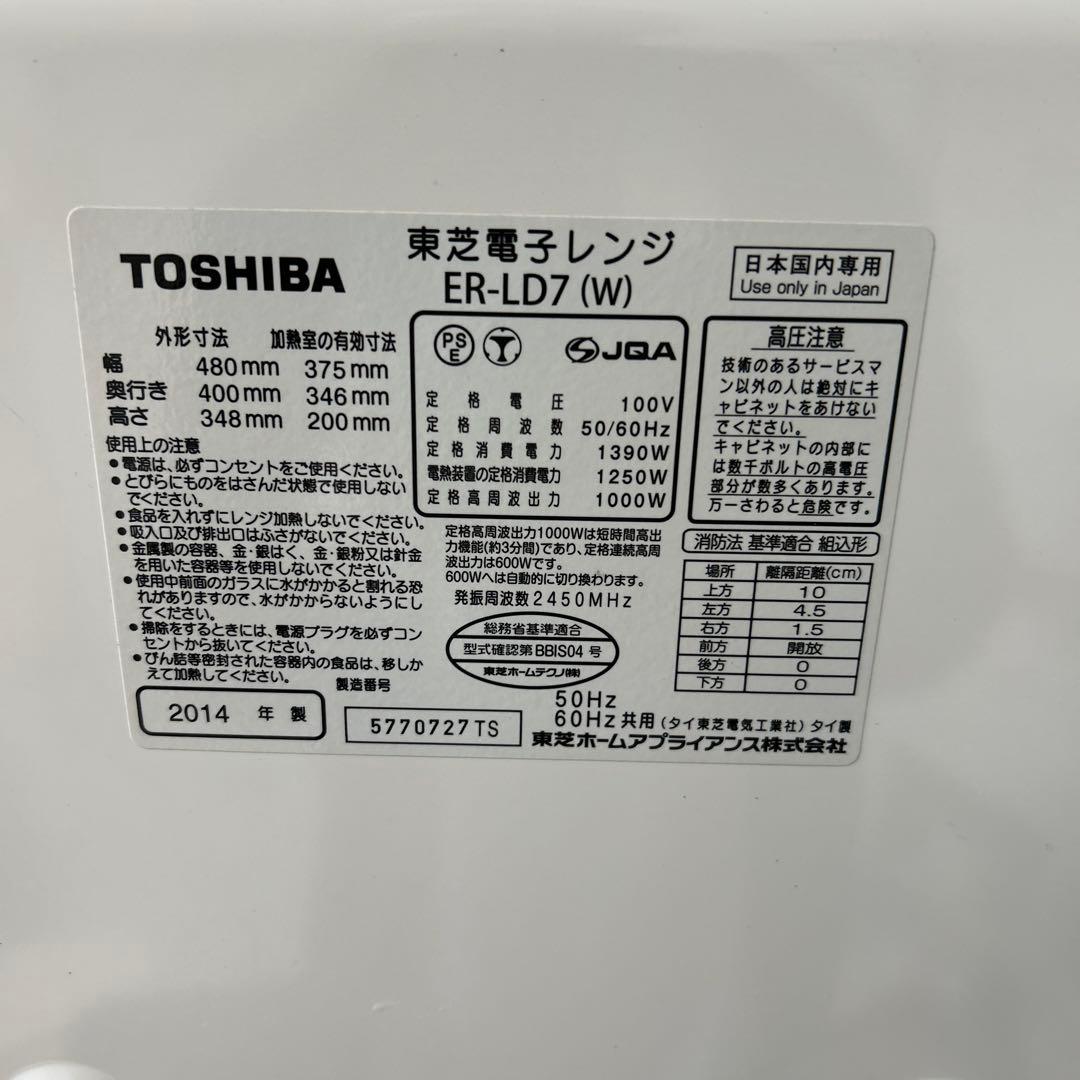 TOSHIBA
東芝電子レンジ
ER-LD7 (W)
日本国内専用
Use only in Japan
外形寸法 加熱室の有効寸法
幅 480mm 375mm
奥行き 400mm 346mm
高さ 348mm 200mm
使用上の注意
●電源は、必ずコンセントをご使用ください。
●とびらにものをはさんだ状態で使用しない
でください。
●食品を入れずにレンジ加熱しないでください。
●吸入口及び排出口はふさがないでください。
●金属製の容器、金・銀はく、金・銀粉又は針金
を用いた容器等を使用しないでください。
●使用中前面のガラスに水がかかると割れる恐
れがありますので、水がかからないようにし
てください。
●掃除をするときには、電源プラグを必ずコン
セントから抜いてください。
●びん詰等密封された容器内の食品は、移しか
えて加熱してください。
2014 年 製
製造番号
5770727TS
PS
E
JQA
定格電圧 100V
定格周波数 50/60Hz
定格消費電力 1390W
電熱装置の定格消費電力 1250W
定格高周波出力 1000W
定格高周波出力1000Wは短時間高出
力機能(約3分間)であり、定格連続高周
波出力は600Wです。
600Wへは自動的に切り換わります。
発振周波数2450MHz
総務省基準適合
型式確認第BBIS04号
東芝ホームテクノ(株)
高圧注意
技術のあるサービスマ
ン以外の人は絶対にキ
ャビネットをあけない
でください。
キャビネットの内部に
は数千ボルトの高電圧
部分が数多くあります。
万一さわると危険です。
消防法 基準適合 組込形
場所 離隔距離(cm)
上方 10
左方 4.5
右方 1.5
前方 開放
後方 0
下方 0
50Hz
60Hz共用 (タイ東芝電気工業社) タイ製
東芝ホームアプライアンス株式会社